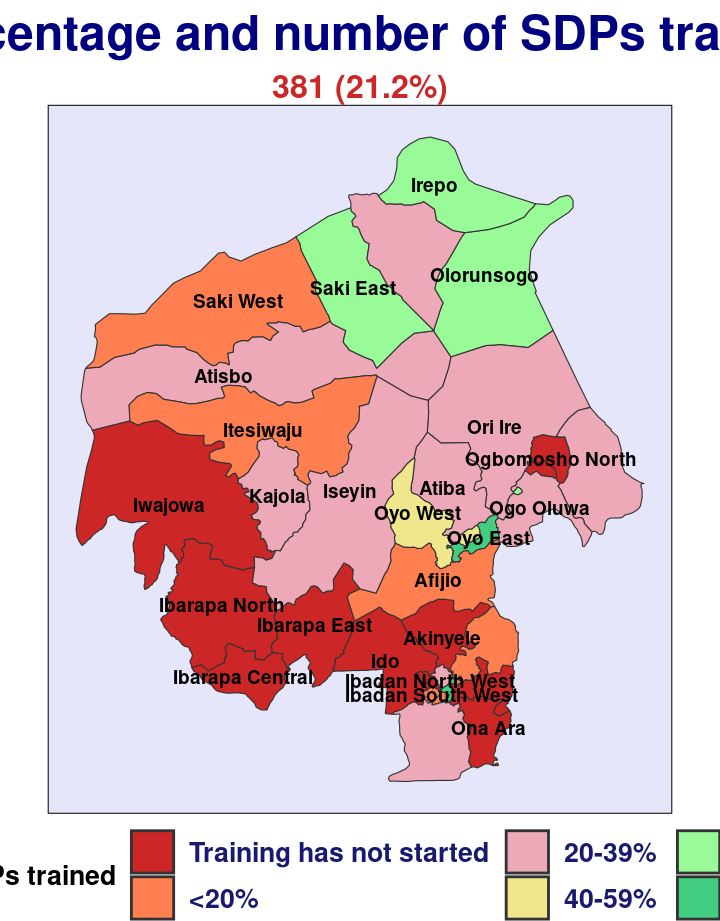 centage and number of SDPs tra
381 (21.2%)
Irepo
Olorunsogo
Saki East
Saki West
Atisbo
Ori Ire
Itesiwaju
Ogbomosho North
Atiba
Iseyin
Kajola
Iwajowa
Ogo Oluwa
Oyo West
Oyo East
Afijio
Ibarapa North
Ibarapa East
Akinyele
Ido
Ibarapa Central
Ibadan North West
Ibadan South West
Ona Ara
Ps trained
Training has not started
20-39%
<20%
40-59%